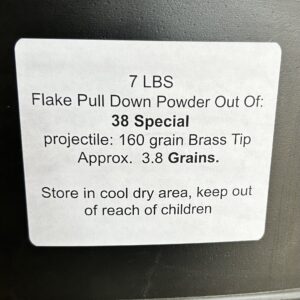 7 LBS
Flake Pull Down Powder Out Of:
38 Special
projectile: 160 grain Brass Tip
Approx. 3.8 Grains.
Store in cool dry area, keep out
of reach of children